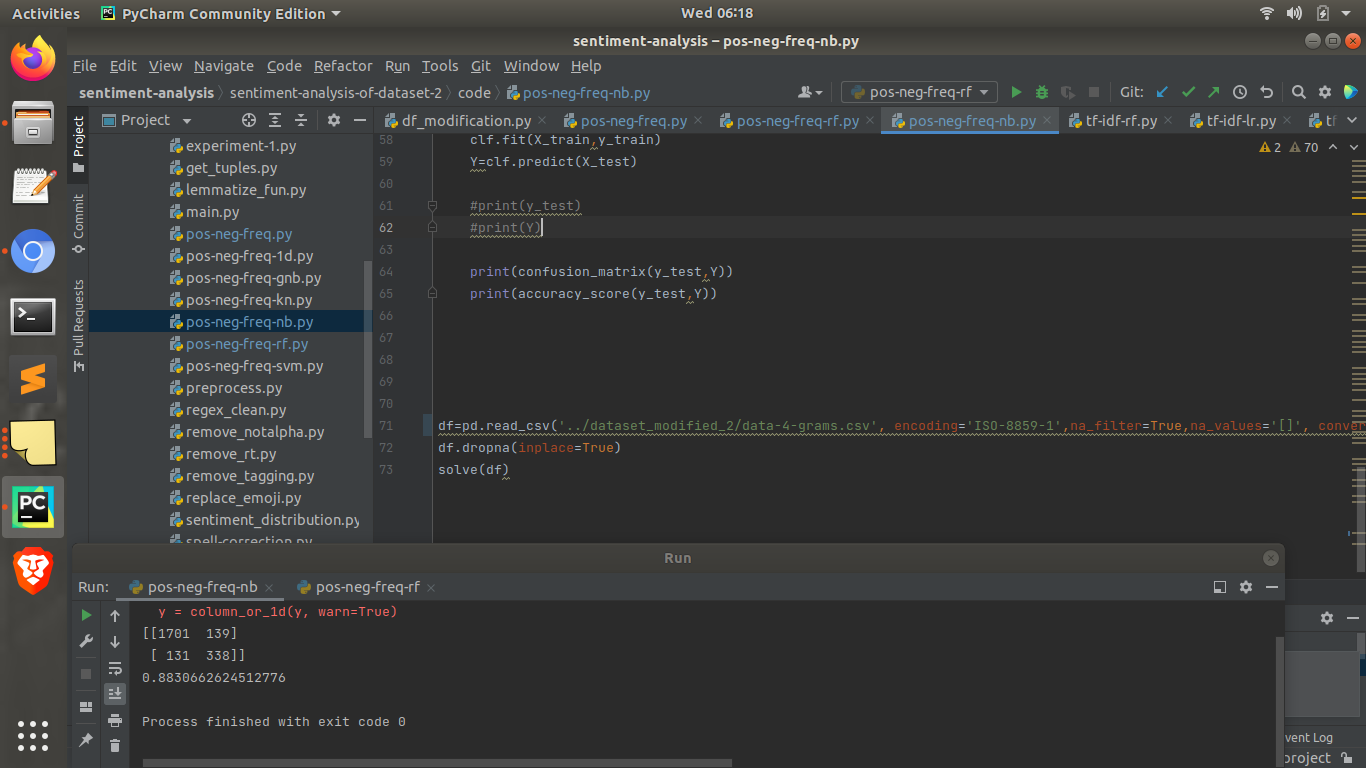 Activities PyCharm Community Edition Wed 06:18
sentiment-analysis – pos-neg-freq-nb.py
File Edit View Navigate Code Refactor Run Tools Git Window Help
sentiment-analysis sentiment-analysis-of-dataset-2 code pos-neg-freq-nb.py pos-neg-freq-rf Git:
Project df_modification.py pos-neg-freq.py pos-neg-freq-rf.py pos-neg-freq-nb.py tf-idf-rf.py tf-idf-lr.py tf
Project
Commit
Pull Requests
experiment-1.py
get_tuples.py
lemmatize_fun.py
main.py
pos-neg-freq.py
pos-neg-freq-1d.py
pos-neg-freq-gnb.py
pos-neg-freq-kn.py
pos-neg-freq-nb.py
pos-neg-freq-rf.py
pos-neg-freq-svm.py
preprocess.py
regex_clean.py
remove_notalpha.py
remove_rt.py
remove_tagging.py
replace_emoji.py
sentiment_distribution.py
spell-correction.py
2 70
58 clf.fit(X_train,y_train)
59 Y=clf.predict(X_test)
60
61 #print(y_test)
62 #print(Y)
63
64 print(confusion_matrix(y_test,Y))
65 print(accuracy_score(y_test,Y))
66
67
68
69
70
71 df=pd.read_csv('../dataset_modified_2/data-4-grams.csv', encoding='ISO-8859-1',na_filter=True,na_values='[]', conver
72 df.dropna(inplace=True)
73 solve(df)
Run
Run: pos-neg-freq-nb pos-neg-freq-rf
y = column_or_1d(y, warn=True)
[[1701 139]
[ 131 338]]
0.8830662624512776
Process finished with exit code 0
vent Log
project